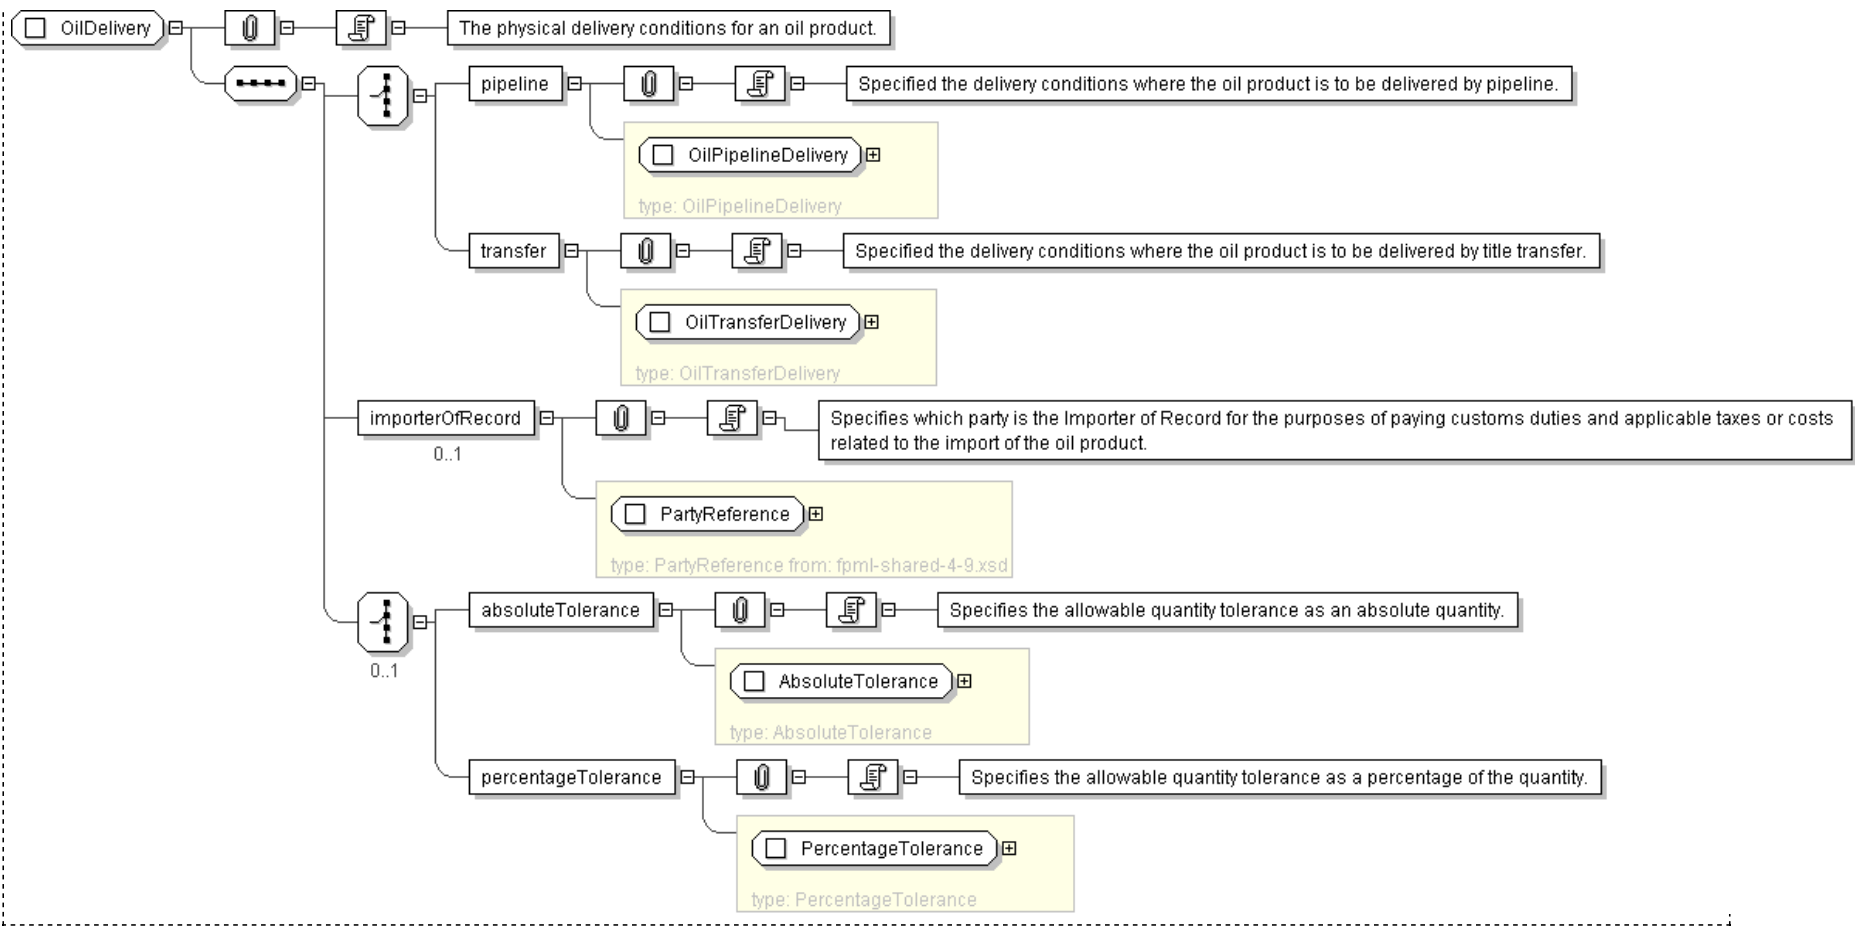 OilDelivery
The physical delivery conditions for an oil product.
pipeline
Specified the delivery conditions where the oil product is to be delivered by pipeline.
OilPipelineDelivery
type: OilPipelineDelivery
transfer
Specified the delivery conditions where the oil product is to be delivered by title transfer.
OilTransferDelivery
type: OilTransferDelivery
importerOfRecord
0..1
Specifies which party is the Importer of Record for the purposes of paying customs duties and applicable taxes or costs
related to the import of the oil product.
PartyReference
type: PartyReference from: fpml-shared-4-9.xsd
0..1
absoluteTolerance
Specifies the allowable quantity tolerance as an absolute quantity.
AbsoluteTolerance
type: AbsoluteTolerance
percentageTolerance
Specifies the allowable quantity tolerance as a percentage of the quantity.
PercentageTolerance
type: PercentageTolerance